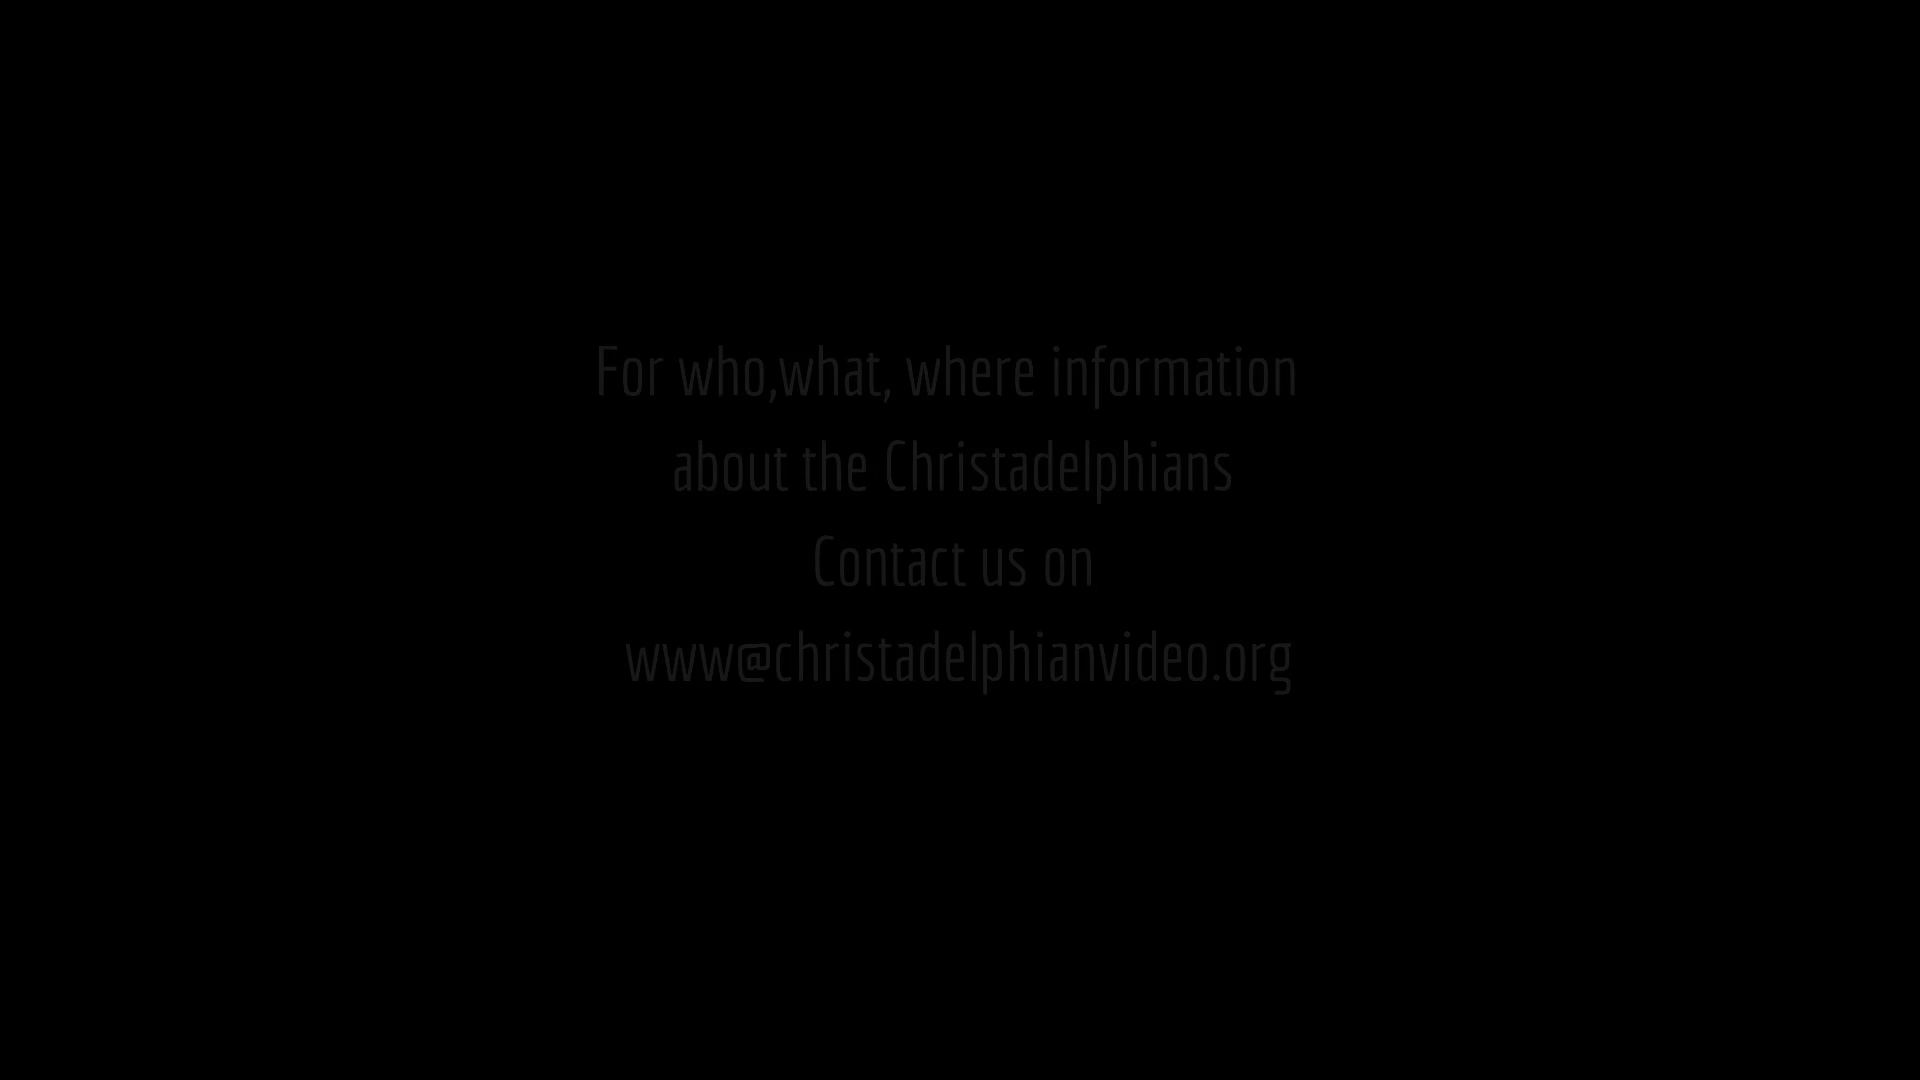 For who,what, where information
about the Christadelphians
Contact us on
www@christadelphianvideo.org